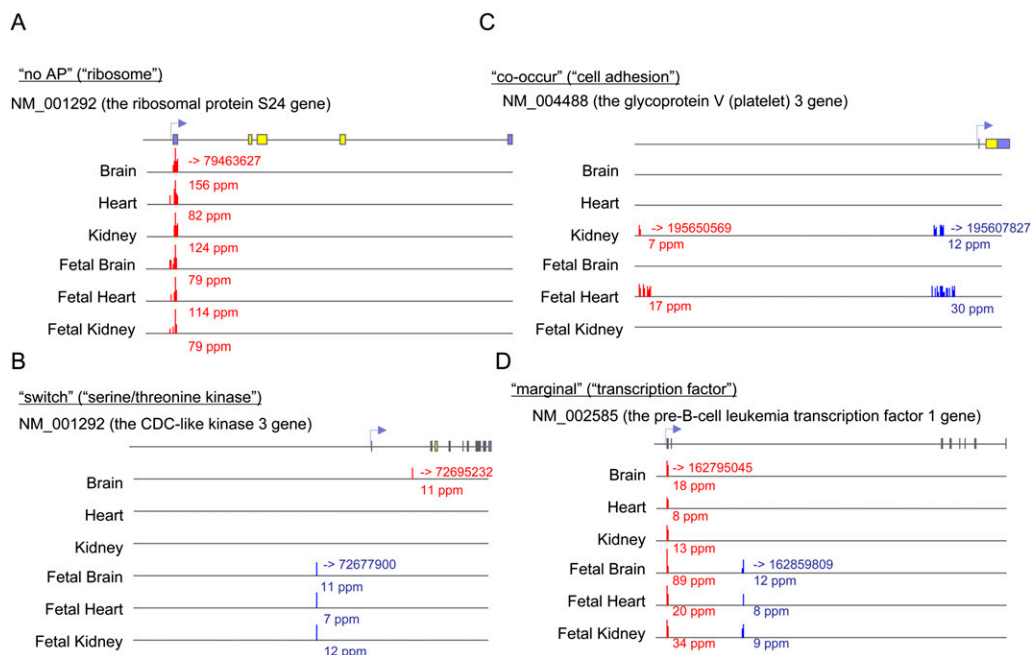 A
"no AP" ("ribosome")
NM_001292 (the ribosomal protein S24 gene)
Brain
-> 79463627
156 ppm
Heart
82 ppm
Kidney
124 ppm
Fetal Brain
79 ppm
Fetal Heart
114 ppm
Fetal Kidney
79 ppm
B
"switch" ("serine/threonine kinase")
NM_001292 (the CDC-like kinase 3 gene)
Brain
-> 72695232
11 ppm
Heart
Kidney
Fetal Brain
-> 72677900
11 ppm
Fetal Heart
7 ppm
Fetal Kidney
12 ppm
C
"co-occur" ("cell adhesion")
NM_004488 (the glycoprotein V (platelet) 3 gene)
Brain
Heart
Kidney
-> 195650569
-> 195607827
7 ppm
12 ppm
Fetal Brain
Fetal Heart
17 ppm
30 ppm
Fetal Kidney
D
"marginal" ("transcription factor")
NM_002585 (the pre-B-cell leukemia transcription factor 1 gene)
Brain
-> 162795045
18 ppm
Heart
8 ppm
Kidney
13 ppm
Fetal Brain
-> 162859809
89 ppm
12 ppm
Fetal Heart
20 ppm
8 ppm
Fetal Kidney
34 ppm
9 ppm